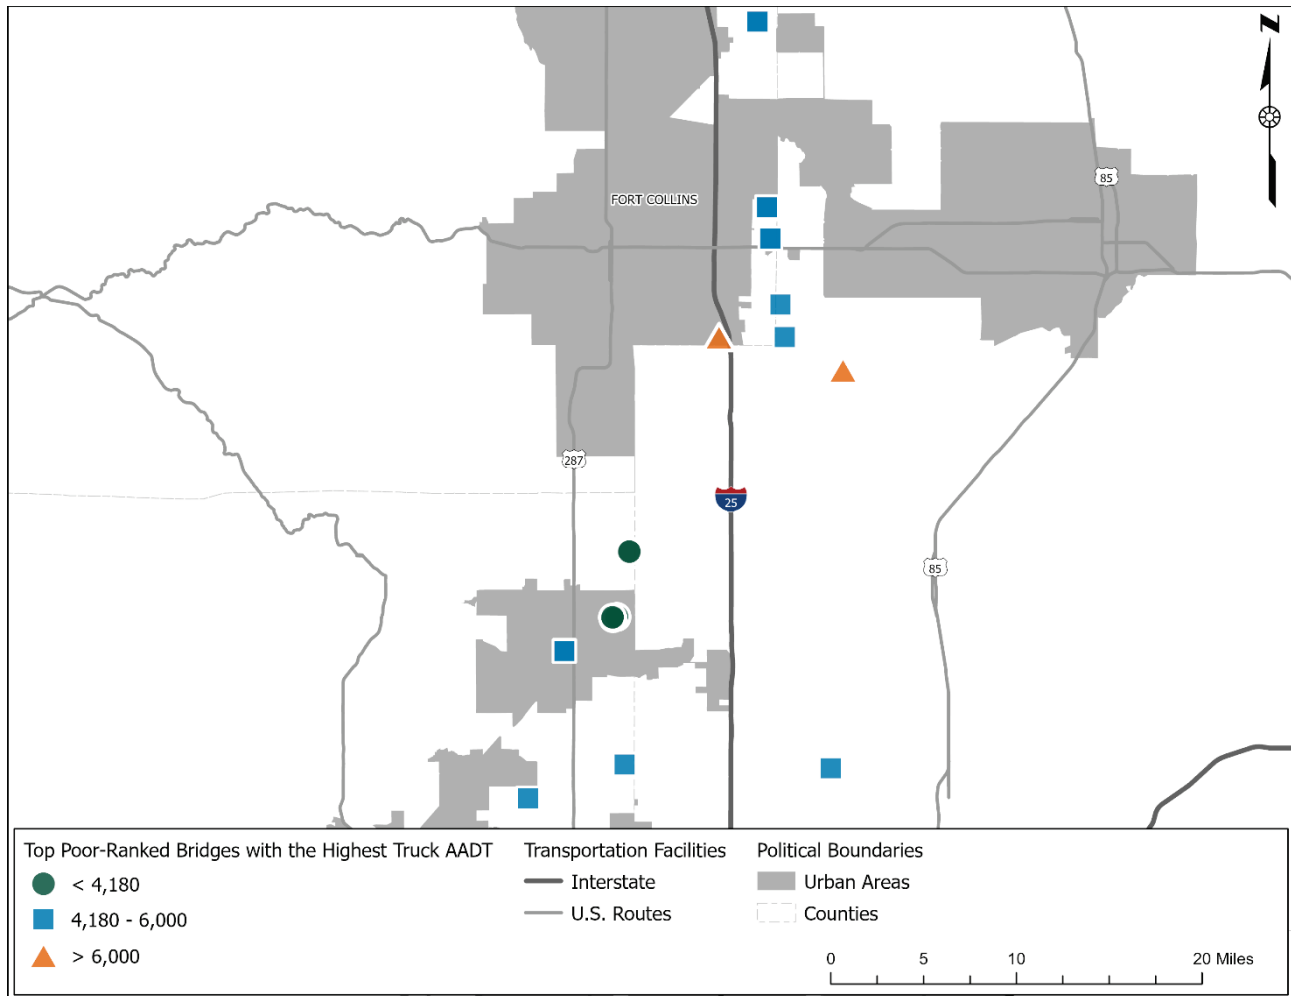 N
85
FORT COLLINS
287
25
85
Top Poor-Ranked Bridges with the Highest Truck AADT
< 4,180
4,180 - 6,000
> 6,000
Transportation Facilities
Interstate
U.S. Routes
Political Boundaries
Urban Areas
Counties
0 5 10 20 Miles